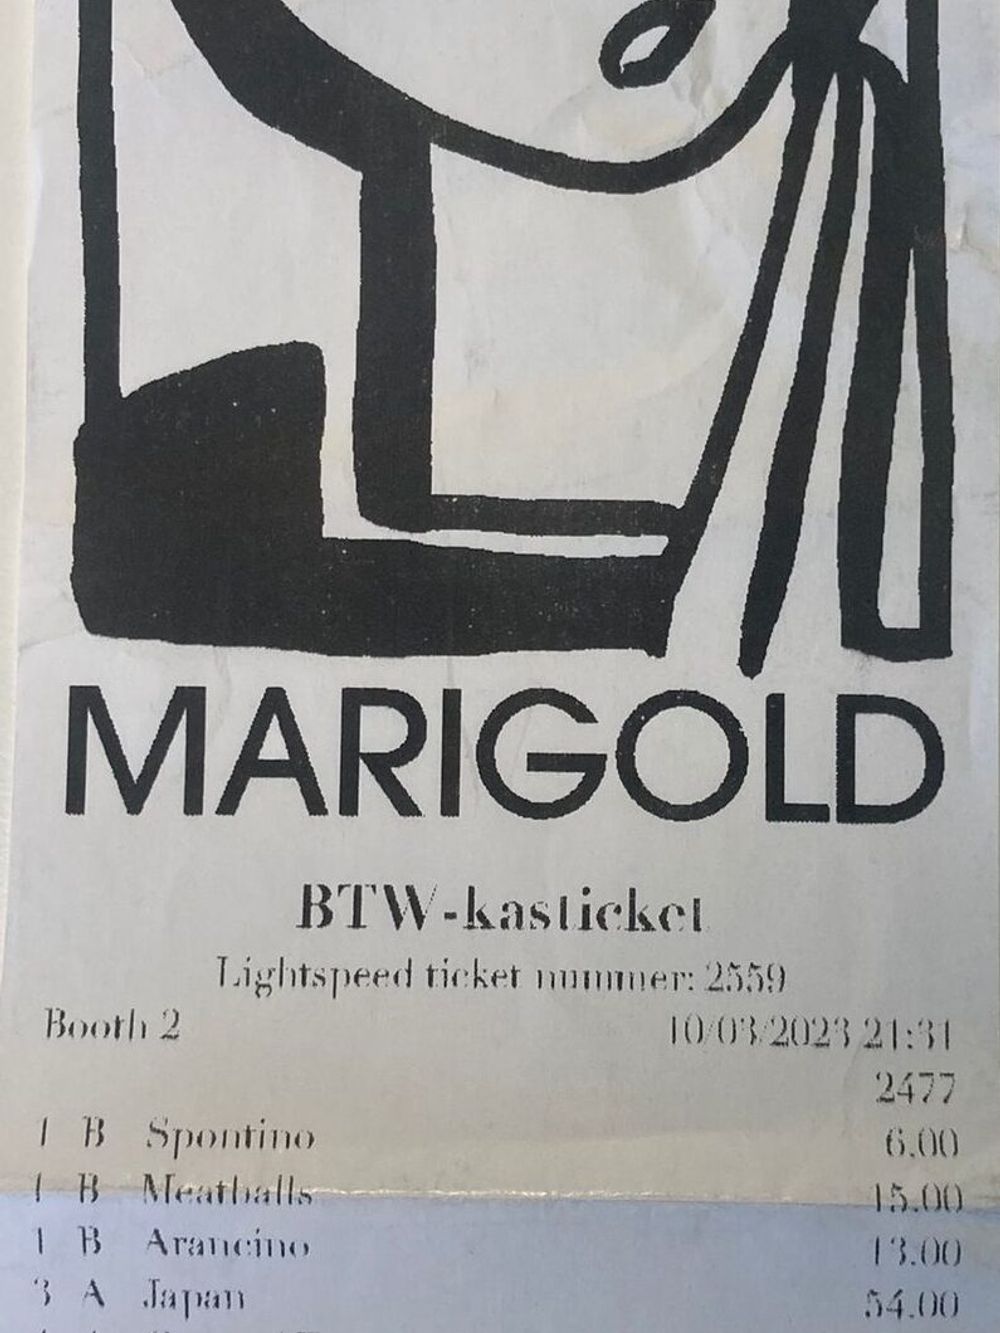 MARIGOLD
BTW-kasticket
Lightspeed ticket nummer: 2559
Booth 2 10/03/2023 21:31
2477
1 B Spontino 6.00
1 B Meatballs 15.00
1 B Arancino 13.00
3 A Japan 54.00